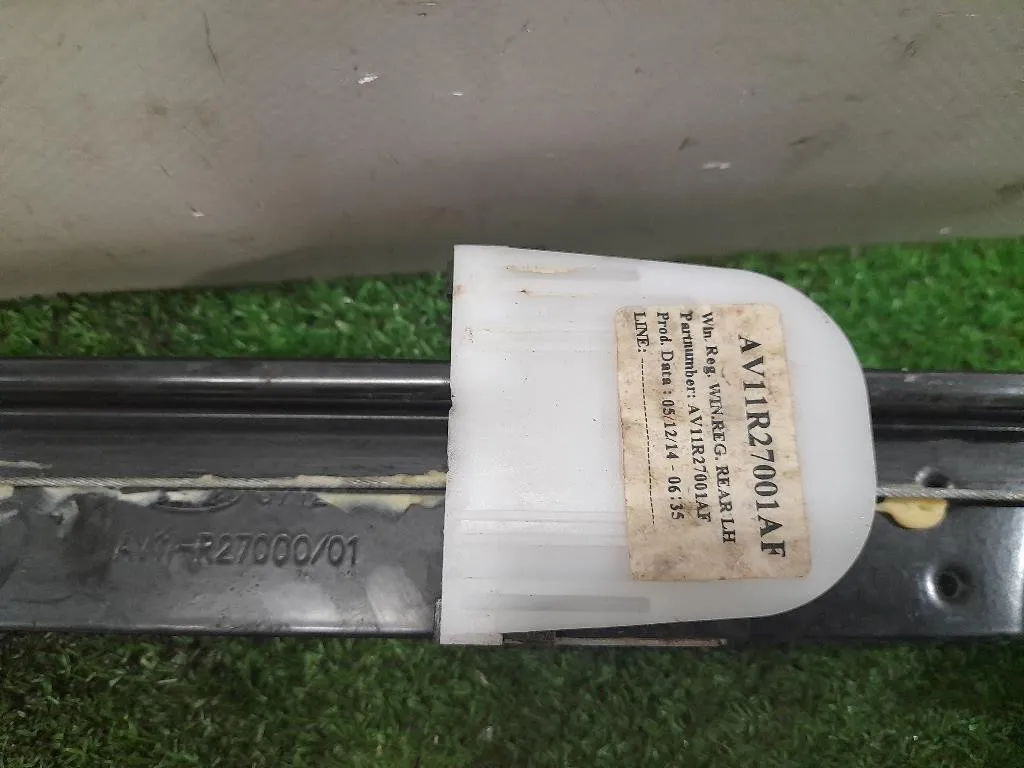 AV11R27001AF
Win. Reg. WIN.REG. REAR LH
Partnumber: AV11R27001AF
Prod. Data : 05/12/14 - 06:35
LINE: ---------------
AV11-R27000/01